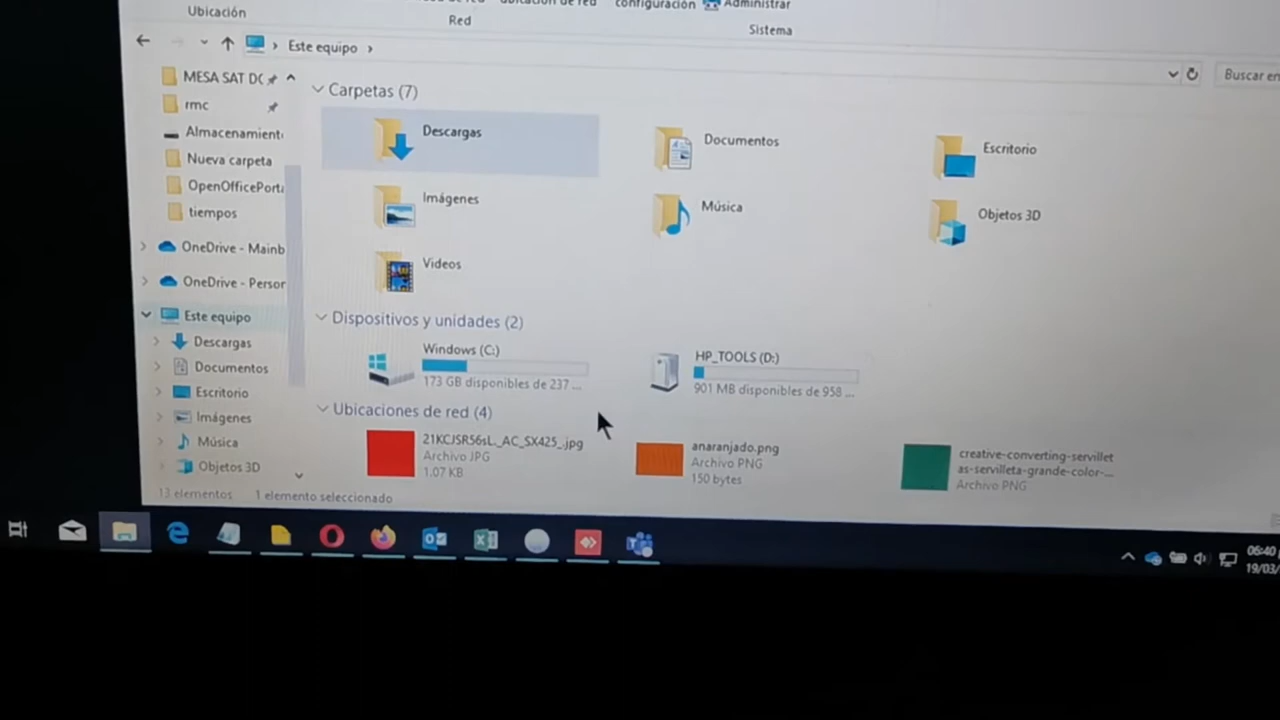 Ubicación
Red
configuración
Administrar
Sistema
Este equipo
Buscar en
MESA SAT DC
rmc
Almacenamient
Nueva carpeta
OpenOfficePorta
tiempos
OneDrive - Mainb
OneDrive - Person
Este equipo
Descargas
Documentos
Escritorio
Imágenes
Música
Objetos 3D
Carpetas (7)
Descargas
Documentos
Escritorio
Imágenes
Música
Objetos 3D
Videos
Dispositivos y unidades (2)
Windows (C:)
173 GB disponibles de 237 ...
HP_TOOLS (D:)
901 MB disponibles de 958 ...
Ubicaciones de red (4)
21KCJSR56sL._AC_SX425_.jpg
Archivo JPG
1.07 KB
anaranjado.png
Archivo PNG
150 bytes
creative-converting-servillet
as-servilleta-grande-color-...
Archivo PNG
13 elementos
1 elemento seleccionado
06:40
19/03/